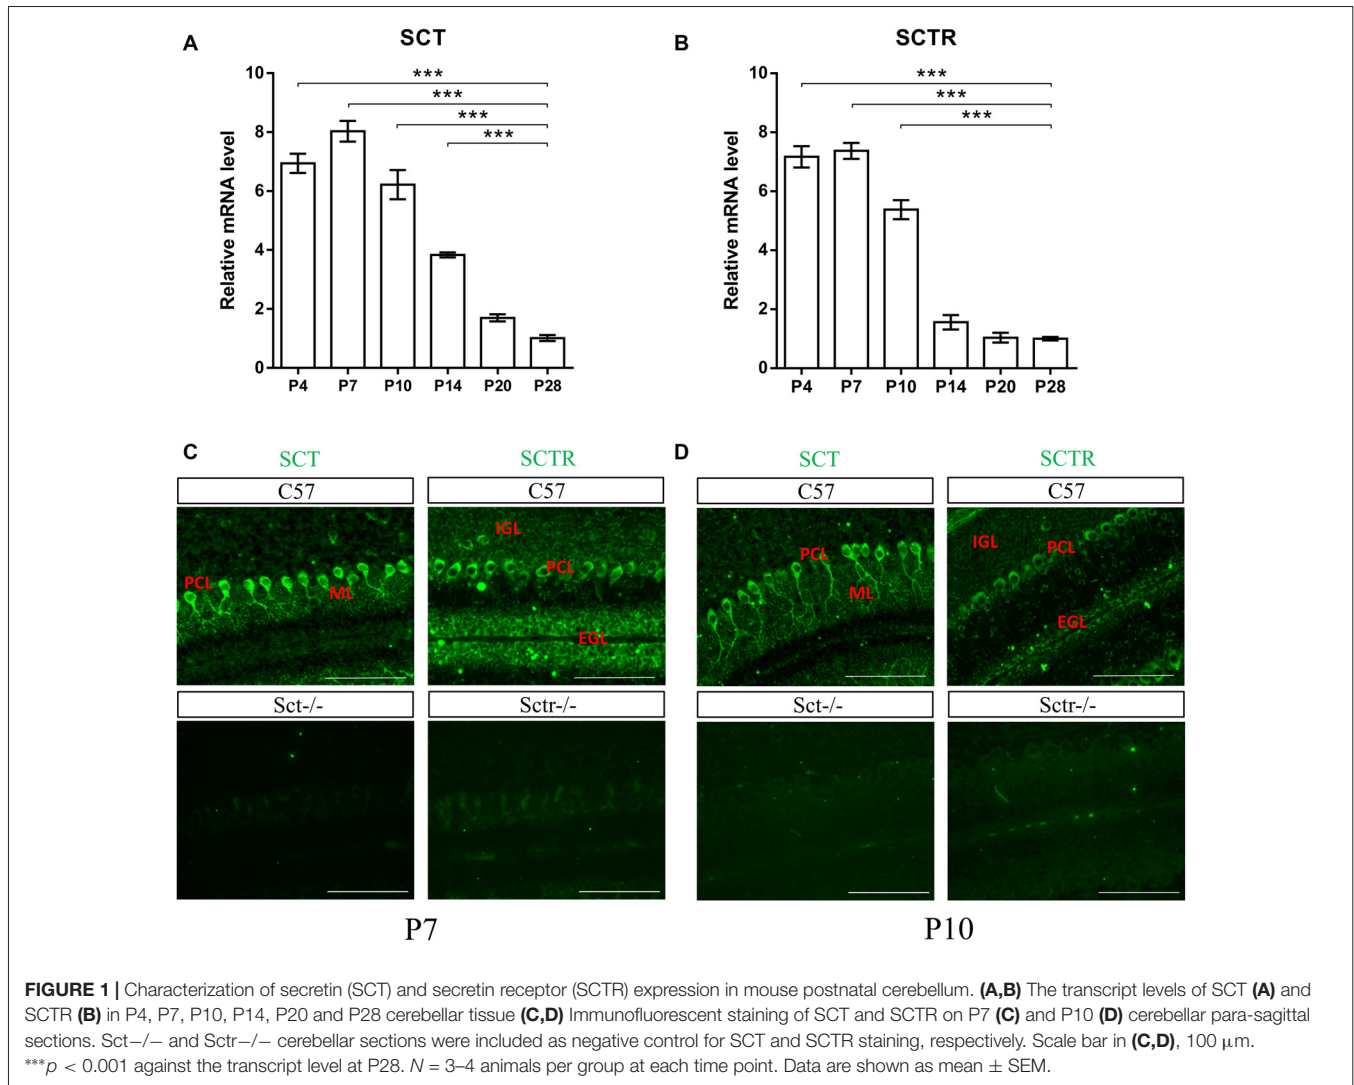 A
SCT
Relative mRNA level
10
8
6
4
2
0
***
***
***
***
P4 P7 P10 P14 P20 P28
B
SCTR
Relative mRNA level
10
8
6
4
2
0
***
***
***
P4 P7 P10 P14 P20 P28
C
SCT SCTR
C57 C57
PCL
ML
IGL
PCL
EGL
Sct-/- Sctr-/-
P7
D
SCT SCTR
C57 C57
PCL
ML
IGL
PCL
EGL
Sct-/- Sctr-/-
P10
FIGURE 1 | Characterization of secretin (SCT) and secretin receptor (SCTR) expression in mouse postnatal cerebellum. (A,B) The transcript levels of SCT (A) and
SCTR (B) in P4, P7, P10, P14, P20 and P28 cerebellar tissue (C,D) Immunofluorescent staining of SCT and SCTR on P7 (C) and P10 (D) cerebellar para-sagittal
sections. Sct−/− and Sctr−/− cerebellar sections were included as negative control for SCT and SCTR staining, respectively. Scale bar in (C,D), 100 μm.
***p < 0.001 against the transcript level at P28. N = 3–4 animals per group at each time point. Data are shown as mean ± SEM.